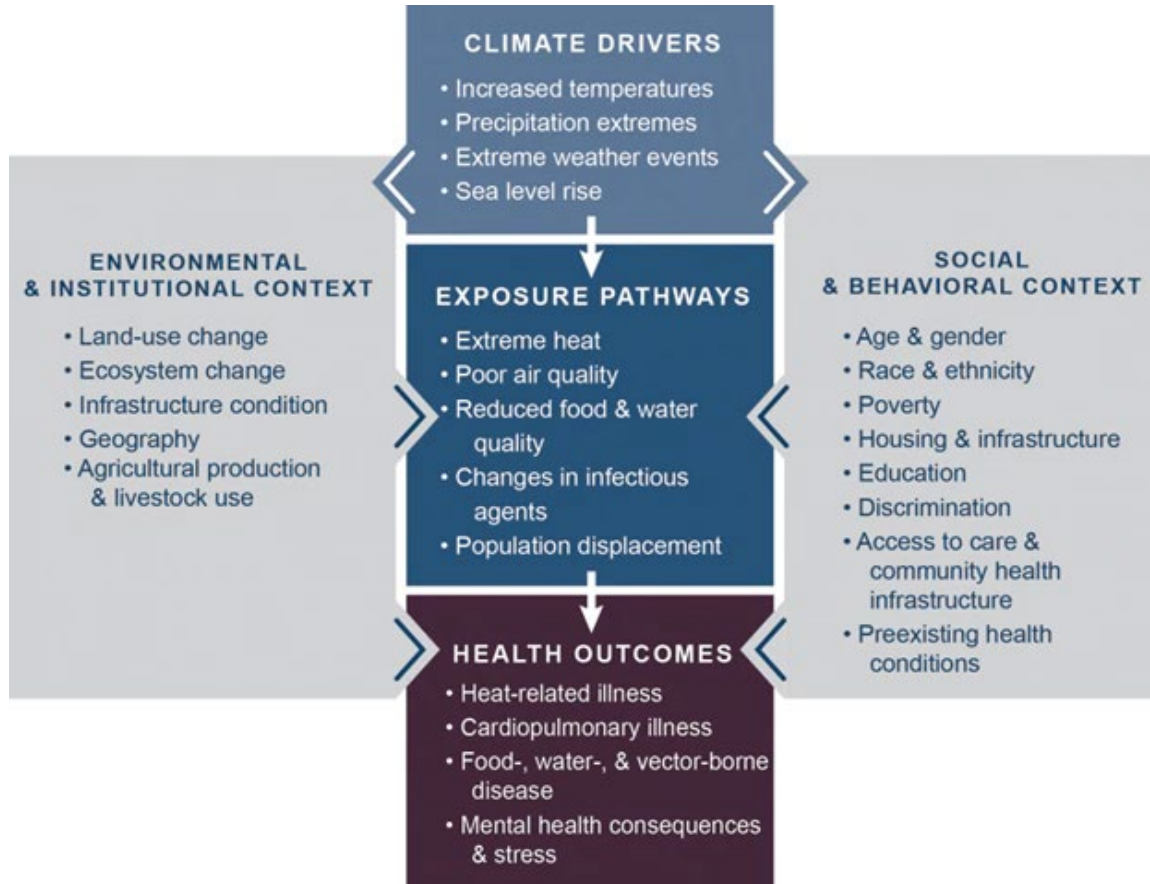 CLIMATE DRIVERS
• Increased temperatures
• Precipitation extremes
• Extreme weather events
• Sea level rise
ENVIRONMENTAL
& INSTITUTIONAL CONTEXT
• Land-use change
• Ecosystem change
• Infrastructure condition
• Geography
• Agricultural production
& livestock use
EXPOSURE PATHWAYS
• Extreme heat
• Poor air quality
• Reduced food & water
quality
• Changes in infectious
agents
• Population displacement
SOCIAL
& BEHAVIORAL CONTEXT
• Age & gender
• Race & ethnicity
• Poverty
• Housing & infrastructure
• Education
• Discrimination
• Access to care &
community health
infrastructure
• Preexisting health
conditions
HEALTH OUTCOMES
• Heat-related illness
• Cardiopulmonary illness
• Food-, water-, & vector-borne
disease
• Mental health consequences
& stress